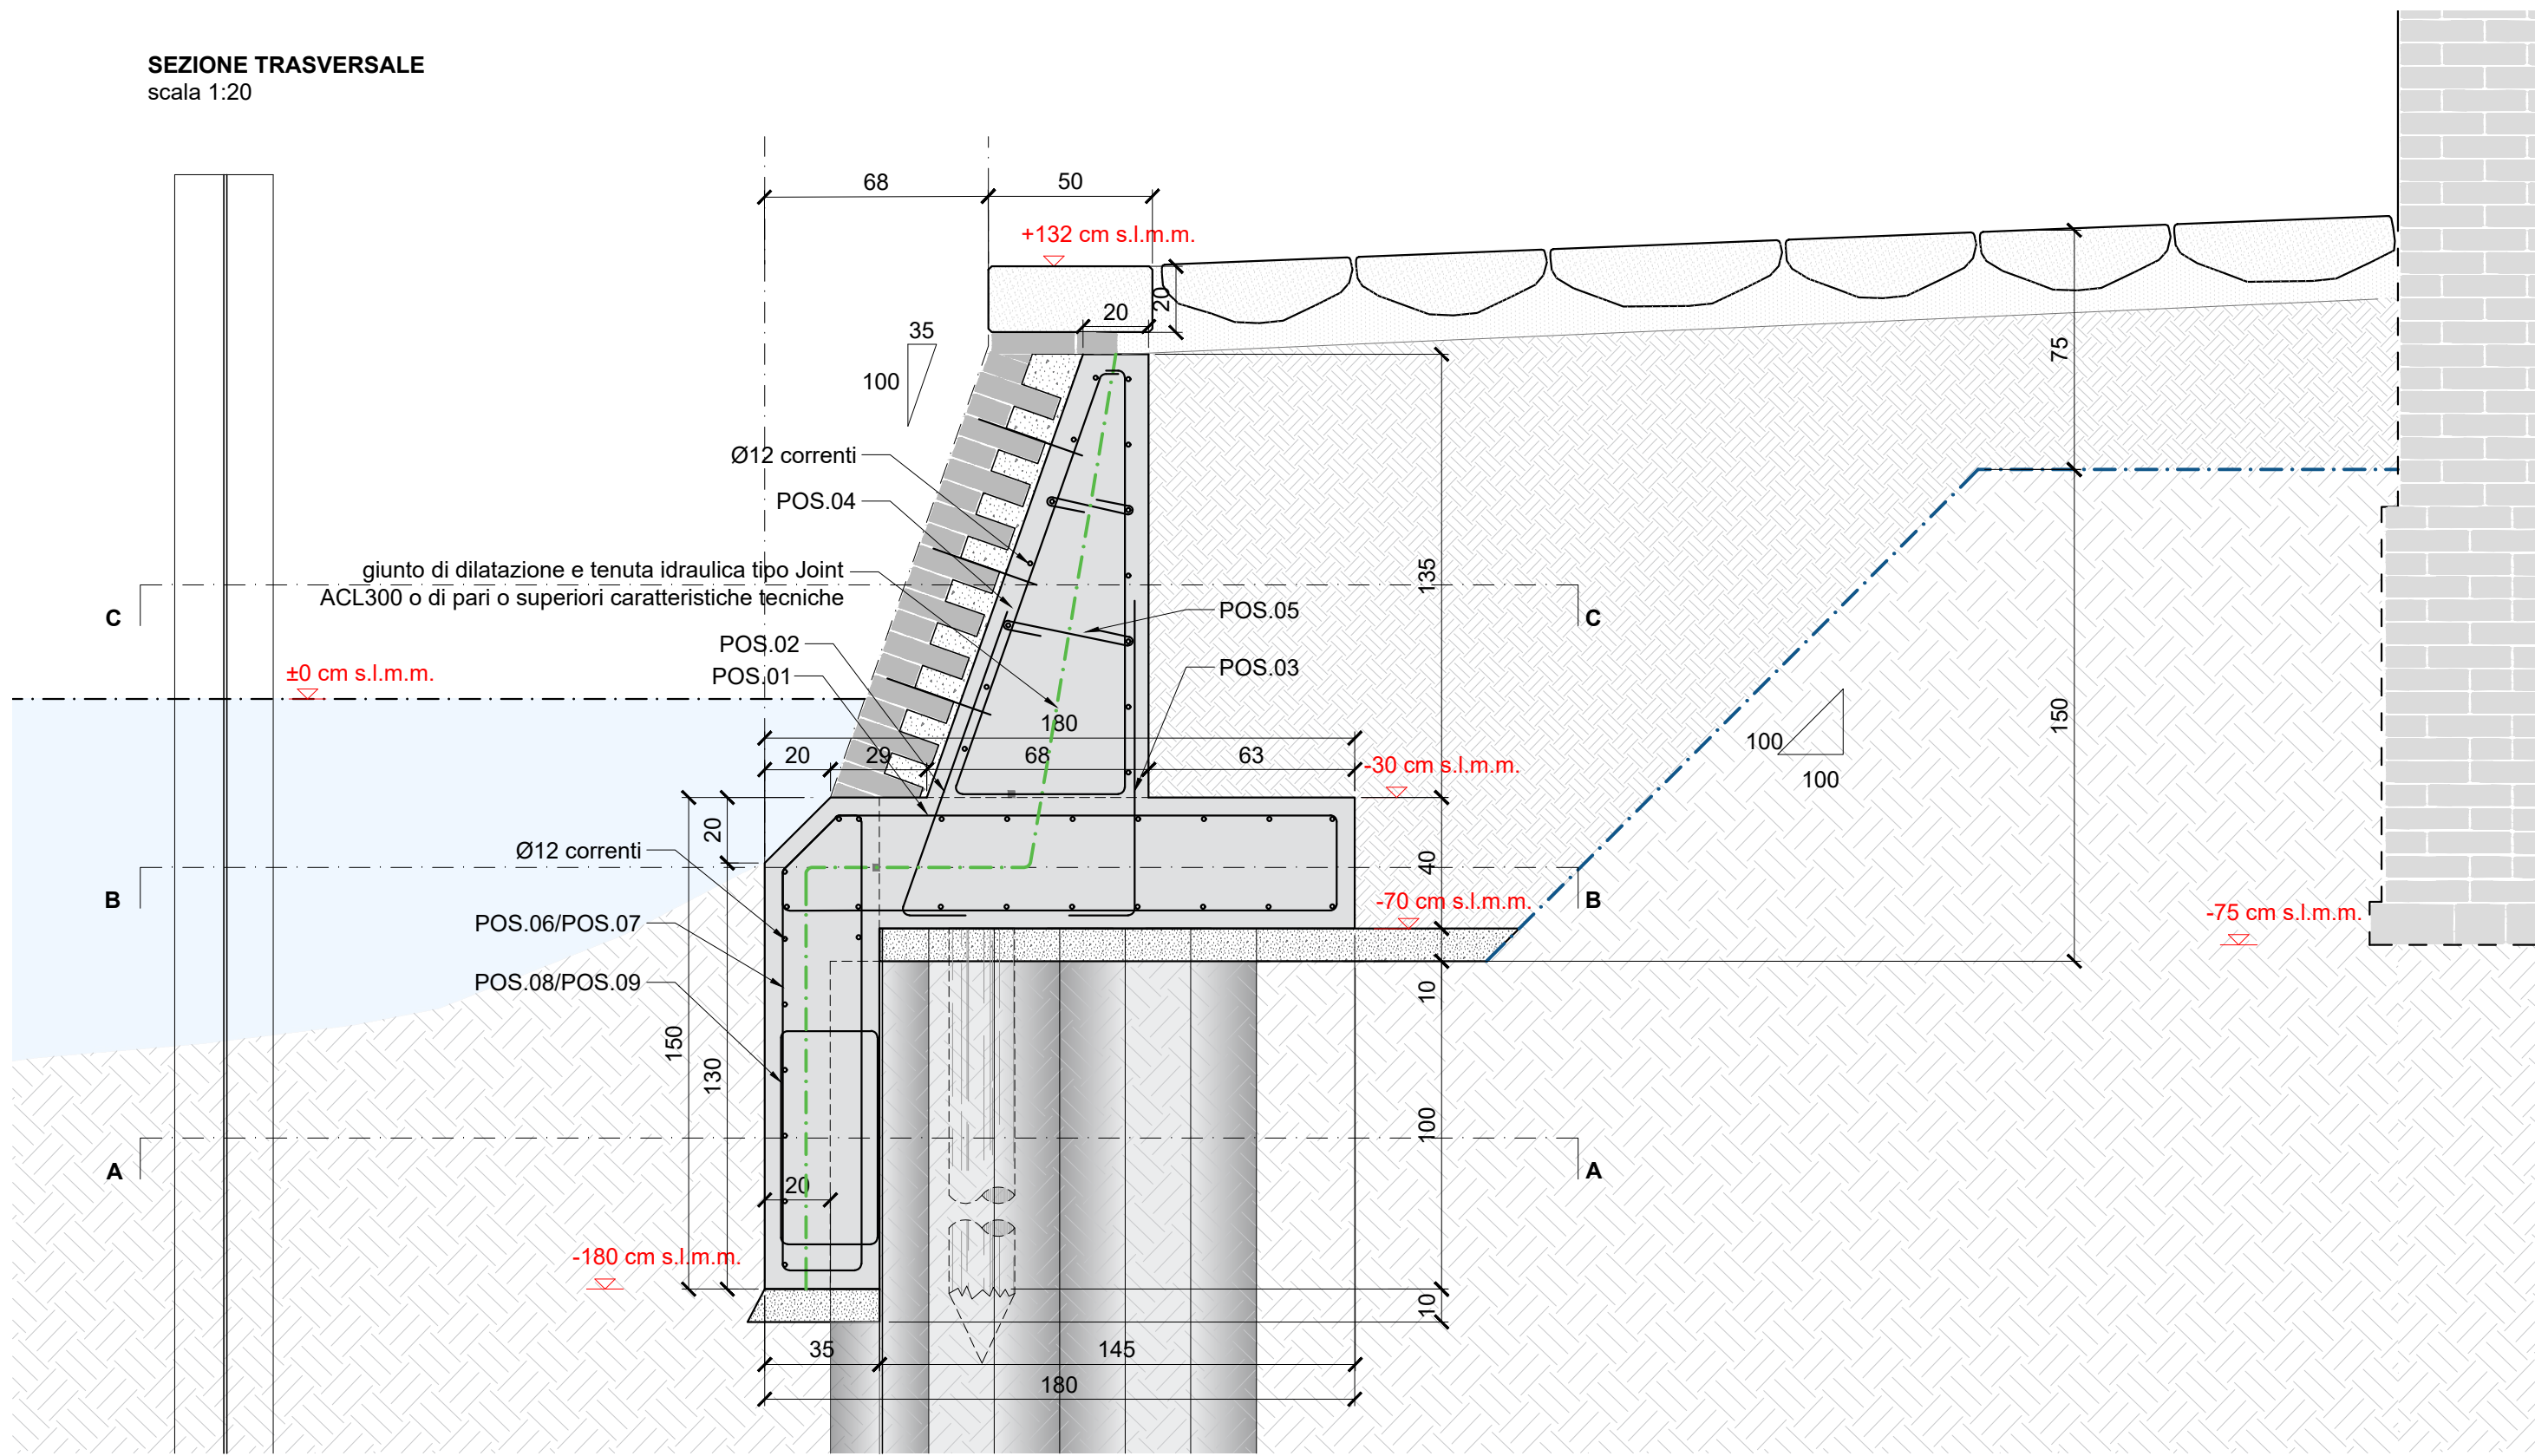 SEZIONE TRASVERSALE
scala 1:20
68
50
+132 cm s.l.m.m.
20
20
35
100
75
Ø12 correnti
POS.04
giunto di dilatazione e tenuta idraulica tipo Joint
ACL300 o di pari o superiori caratteristiche tecniche
135
C
C
POS.05
POS.02
POS.03
±0 cm s.l.m.m.
POS.01
180
150
100
100
20
29
68
63
-30 cm s.l.m.m.
20
Ø12 correnti
40
B
B
-70 cm s.l.m.m.
-75 cm s.l.m.m.
POS.06/POS.07
POS.08/POS.09
10
150
130
100
A
A
20
-180 cm s.l.m.m.
10
35
145
180